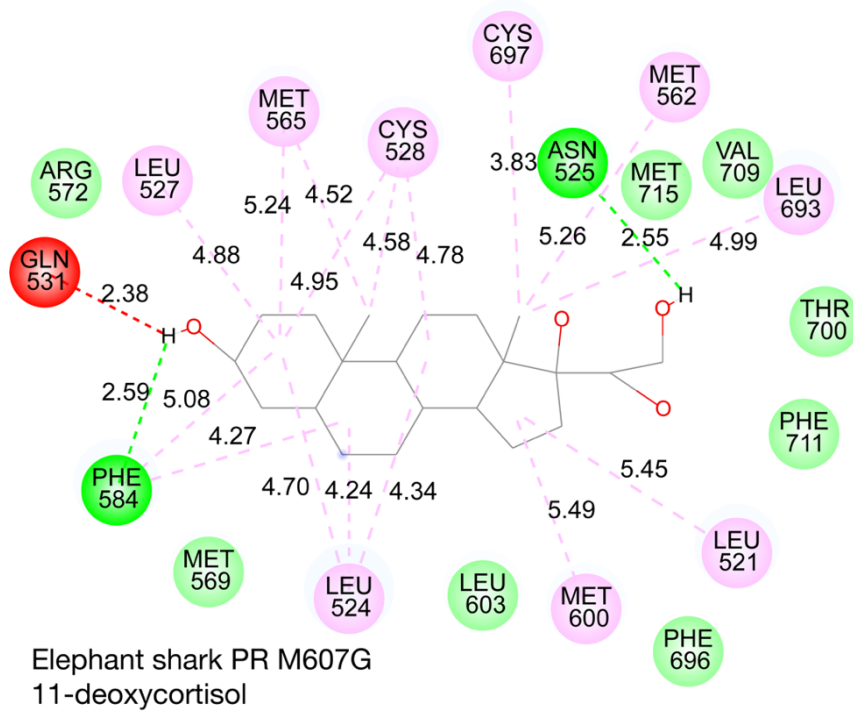 CYS
697
MET
565
MET
562
CYS
528
ASN
525
VAL
709
ARG
572
LEU
527
MET
715
LEU
693
3.83
4.52
5.24
5.26
2.55
4.88
4.58
4.78
4.99
GLN
531
4.95
2.38
H
O
H
O
O
THR
700
2.59
5.08
4.27
O
PHE
711
PHE
584
4.70
4.24
4.34
5.45
5.49
LEU
521
MET
569
LEU
524
LEU
603
MET
600
PHE
696
Elephant shark PR M607G
11-deoxycortisol